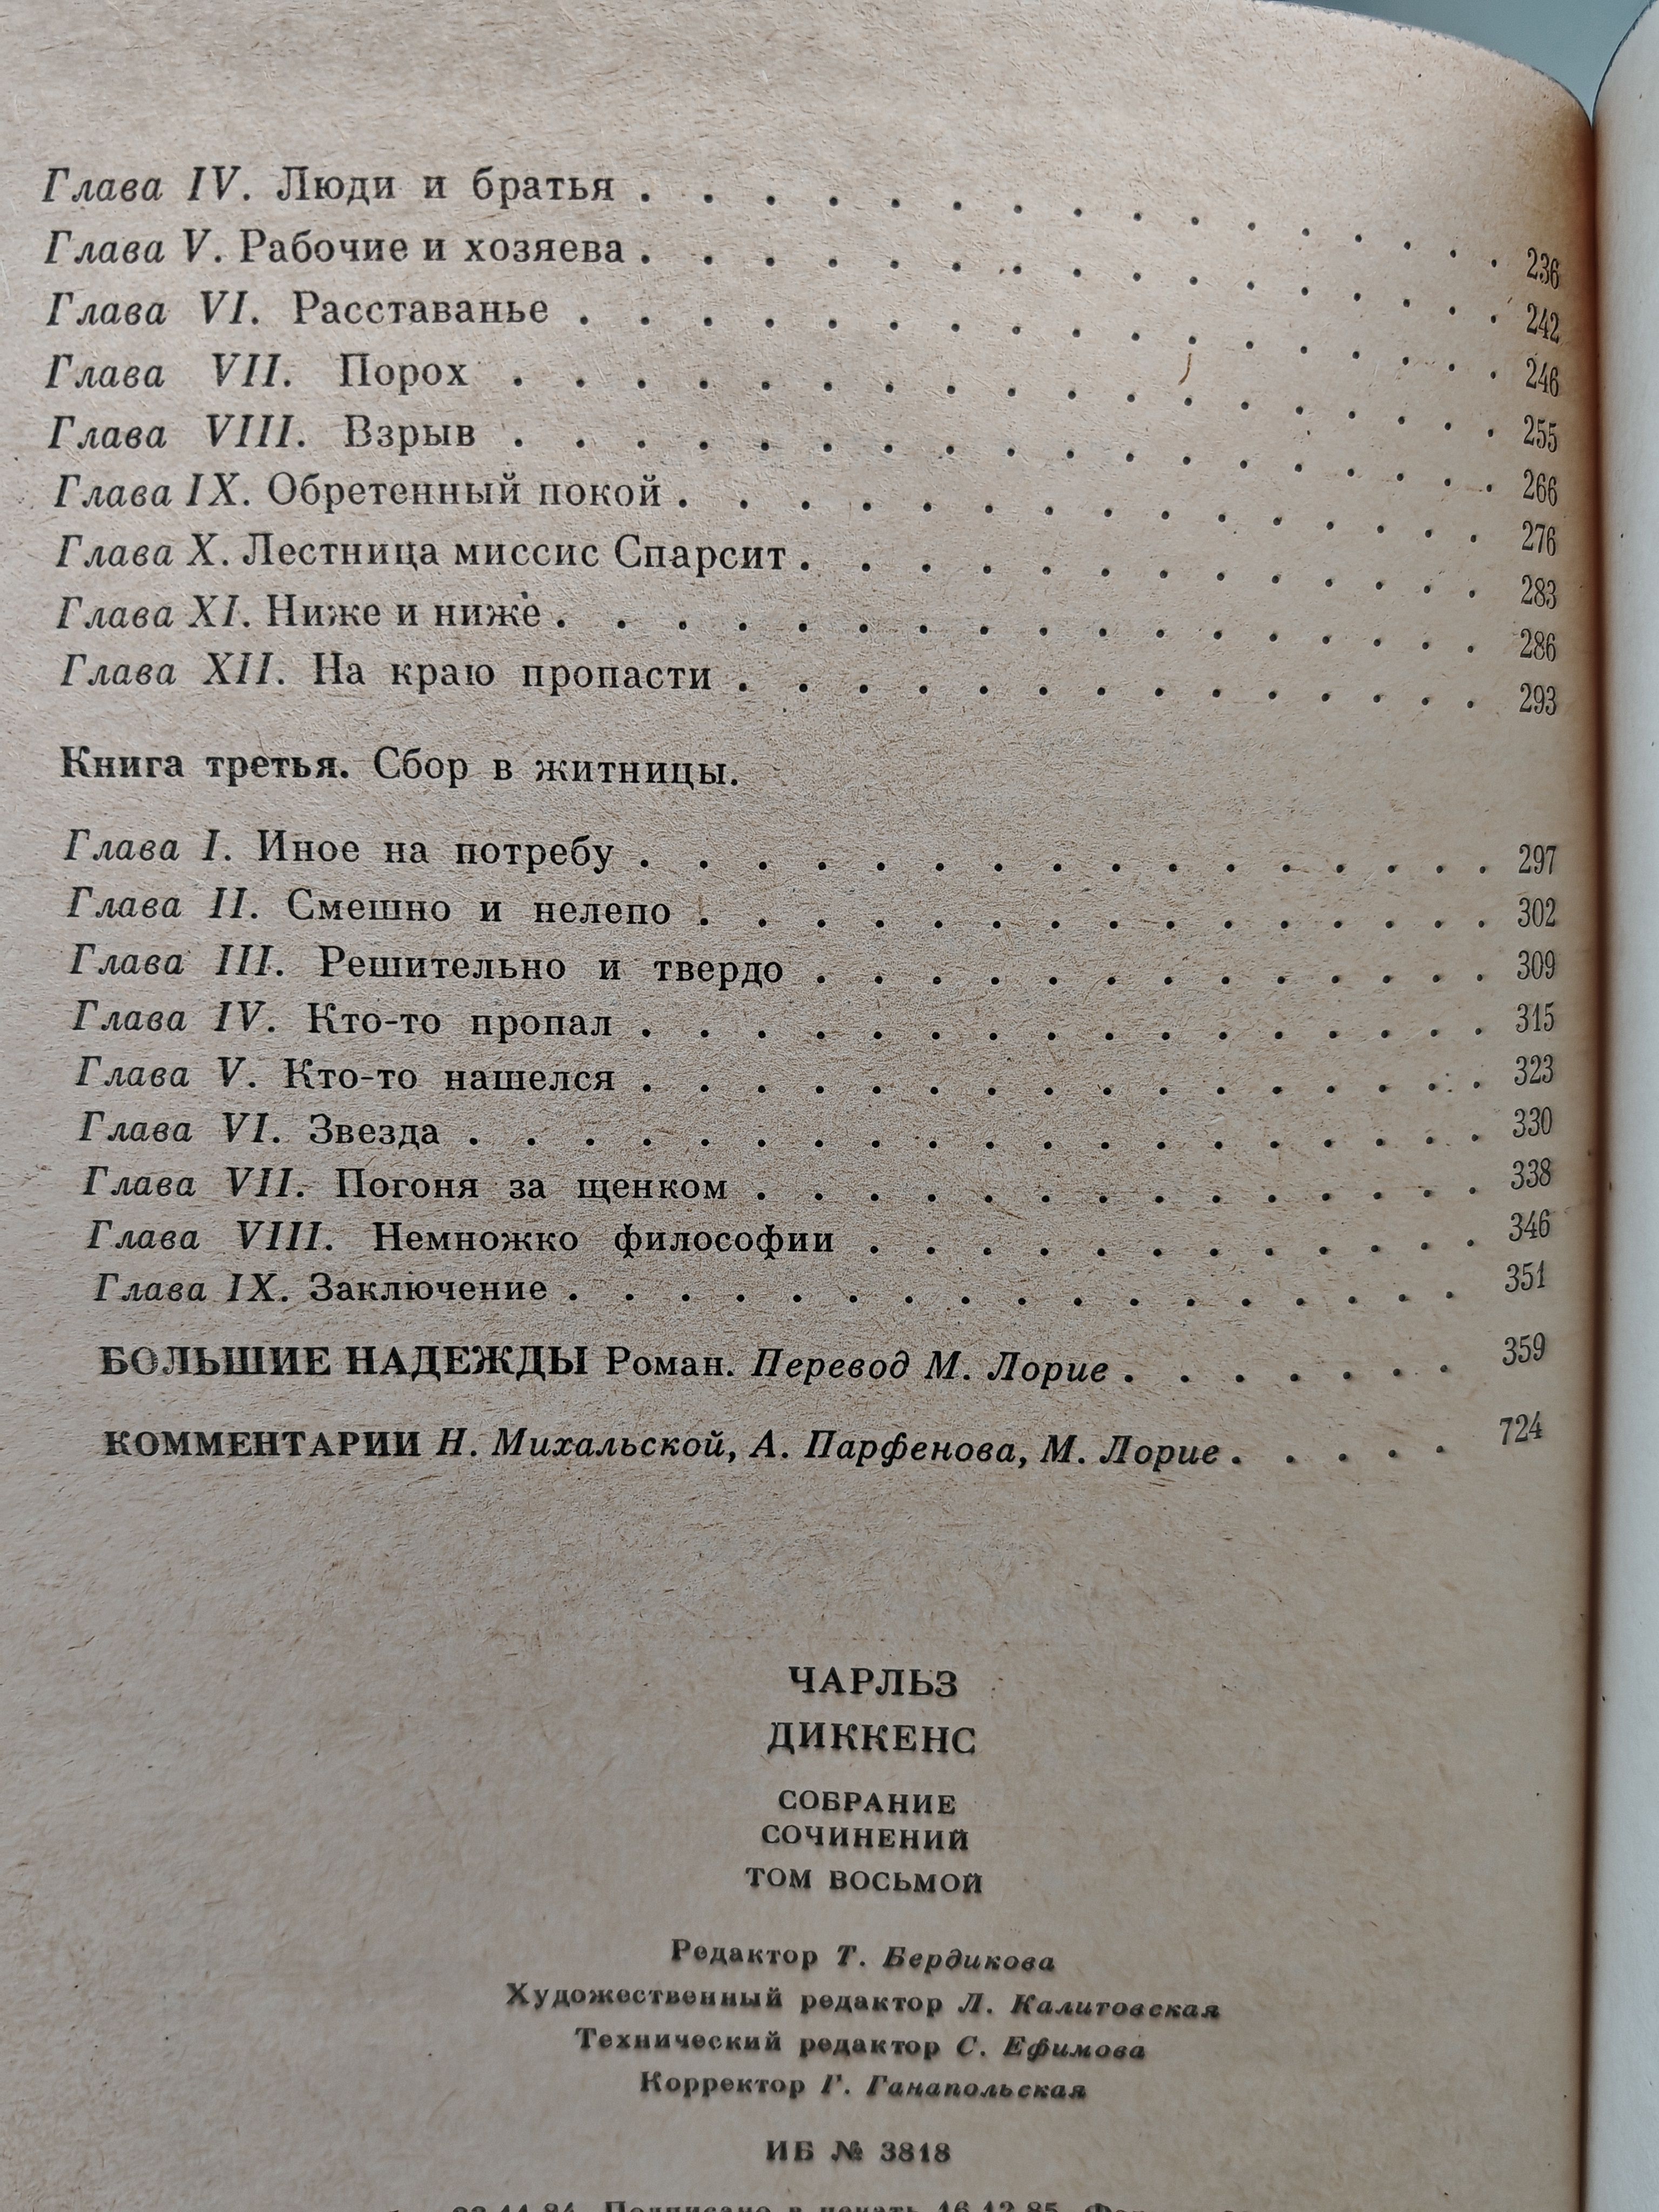 Глава IV. Люди и братья . . . . . . . . . . . . . . . 236
Глава V. Рабочие и хозяева . . . . . . . . . . . . . . . 242
Глава VI. Расставанье . . . . . . . . . . . . . . . . 246
Глава VII. Порох . . . . . . . . . . . . . . . . . 255
Глава VIII. Взрыв . . . . . . . . . . . . . . . . . 266
Глава IX. Обретенный покой . . . . . . . . . . . . . . 276
Глава X. Лестница миссис Спарсит . . . . . . . . . . . . 283
Глава XI. Ниже и ниже . . . . . . . . . . . . . . . . 286
Глава XII. На краю пропасти . . . . . . . . . . . . . 293
Книга третья. Сбор в житницы.
Глава I. Иное на потребу . . . . . . . . . . . . . . . 297
Глава II. Смешно и нелепо . . . . . . . . . . . . . . 302
Глава III. Решительно и твердо . . . . . . . . . . . . 309
Глава IV. Кто-то пропал . . . . . . . . . . . . . . . 315
Глава V. Кто-то нашелся . . . . . . . . . . . . . . . 323
Глава VI. Звезда . . . . . . . . . . . . . . . . . . 330
Глава VII. Погоня за щенком . . . . . . . . . . . . . 338
Глава VIII. Немножко философии . . . . . . . . . . . 346
Глава IX. Заключение . . . . . . . . . . . . . . . . 351
БОЛЬШИЕ НАДЕЖДЫ Роман. Перевод М. Лорие . . . . . . . 359
КОММЕНТАРИИ Н. Михальской, А. Парфенова, М. Лорие . . . . . 724
ЧАРЛЬЗ
ДИККЕНС
СОБРАНИЕ
СОЧИНЕНИЙ
ТОМ ВОСЬМОЙ
Редактор Т. Бердикова
Художественный редактор Л. Калитовская
Технический редактор С. Ефимова
Корректор Г. Ганапольская
ИБ № 3818
Подписано в печать 16.12.85.